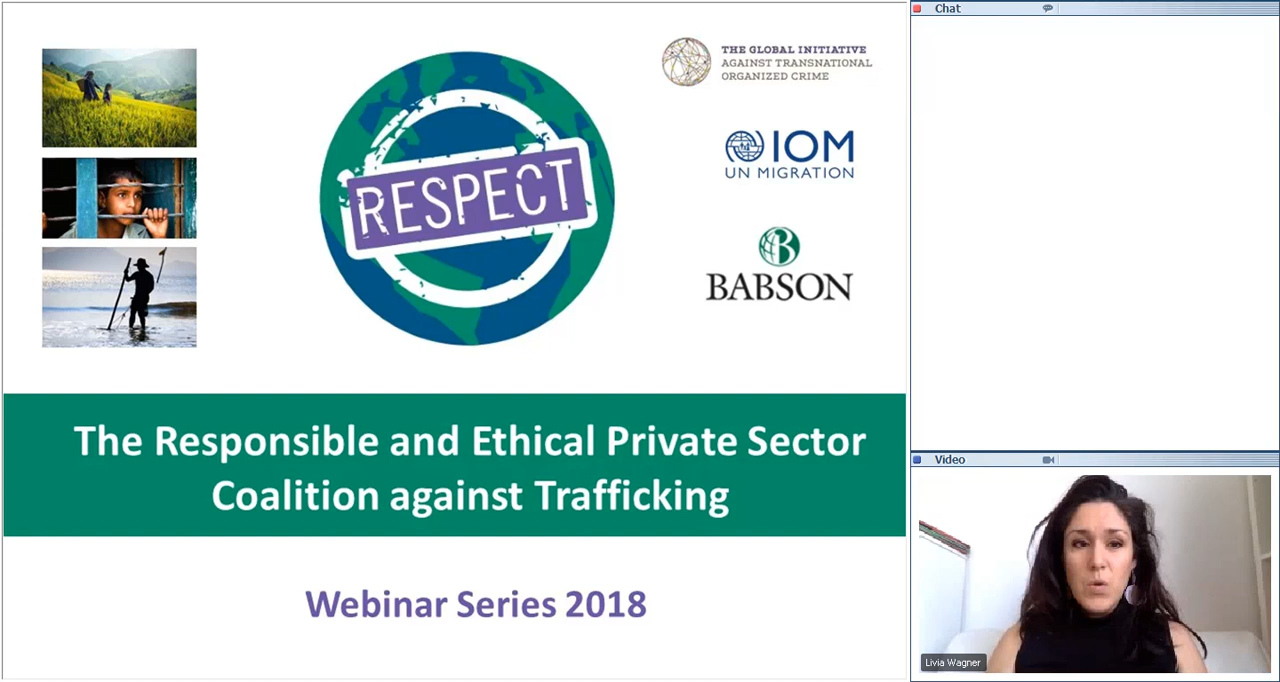 THE GLOBAL INITIATIVE
AGAINST TRANSNATIONAL
ORGANIZED CRIME
RESPECT
IOM
UN MIGRATION
B
BABSON
The Responsible and Ethical Private Sector
Coalition against Trafficking
Webinar Series 2018
Chat
Video
Livia Wagner